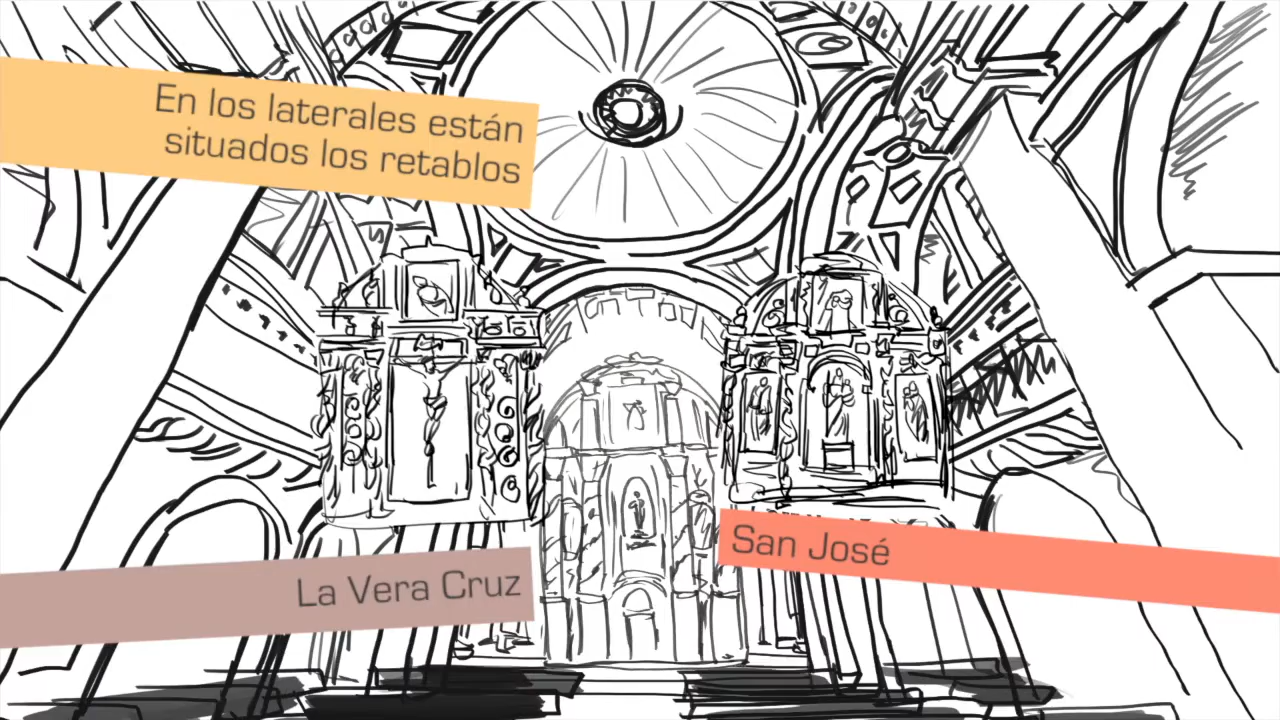 En los laterales están
situados los retablos
La Vera Cruz
San José